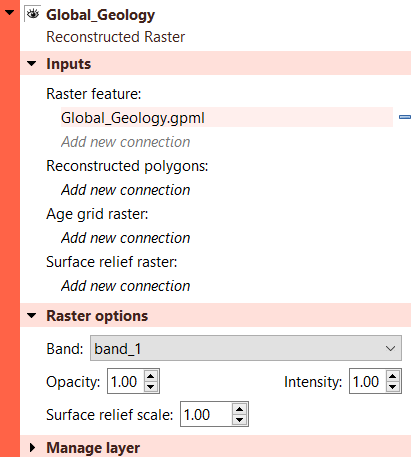 Global_Geology
Reconstructed Raster
Inputs
Raster feature:
Global_Geology.gpml
Add new connection
Reconstructed polygons:
Add new connection
Age grid raster:
Add new connection
Surface relief raster:
Add new connection
Raster options
Band: band_1
Opacity: 1.00 Intensity: 1.00
Surface relief scale: 1.00
Manage layer